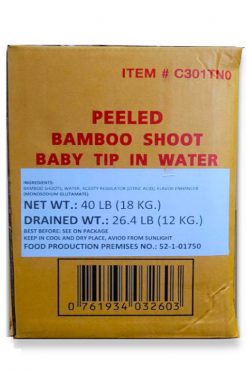 ITEM # C301TN0
PEELED
BAMBOO SHOOT
BABY TIP IN WATER
INGREDIENTS:
BAMBOO SHOOTS, WATER, ACIDITY REGULATOR (CITRIC ACID), FLAVOR ENHANCER
(MONOSODIUM GLUTAMATE)
NET WT.: 40 LB (18 KG.)
DRAINED WT.: 26.4 LB (12 KG.)
BEST BEFORE: SEE ON PACKAGE
KEEP IN COOL AND DRY PLACE, AVIOD FROM SUNLIGHT
FOOD PRODUCTION PREMISES NO.: 52-1-01750
0 761934 032603